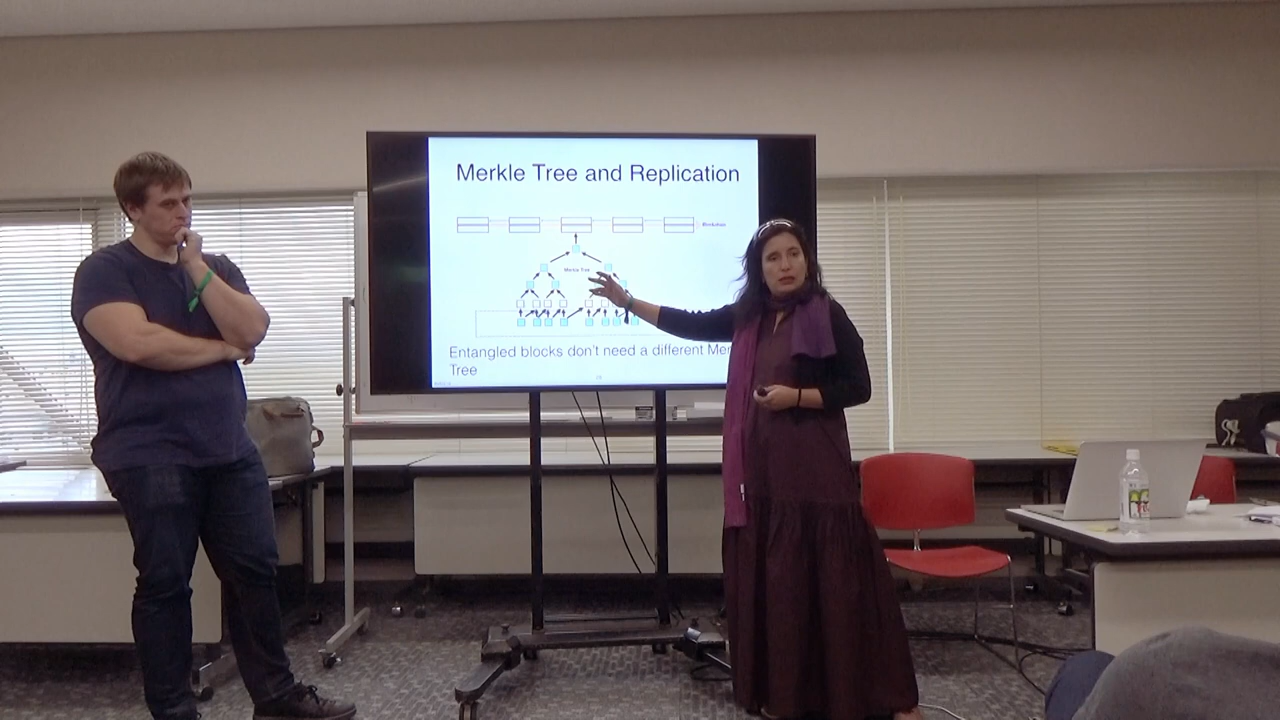 Merkle Tree and Replication
Blockchain
Merkle Tree
Entangled blocks don't need a different Mer
Tree